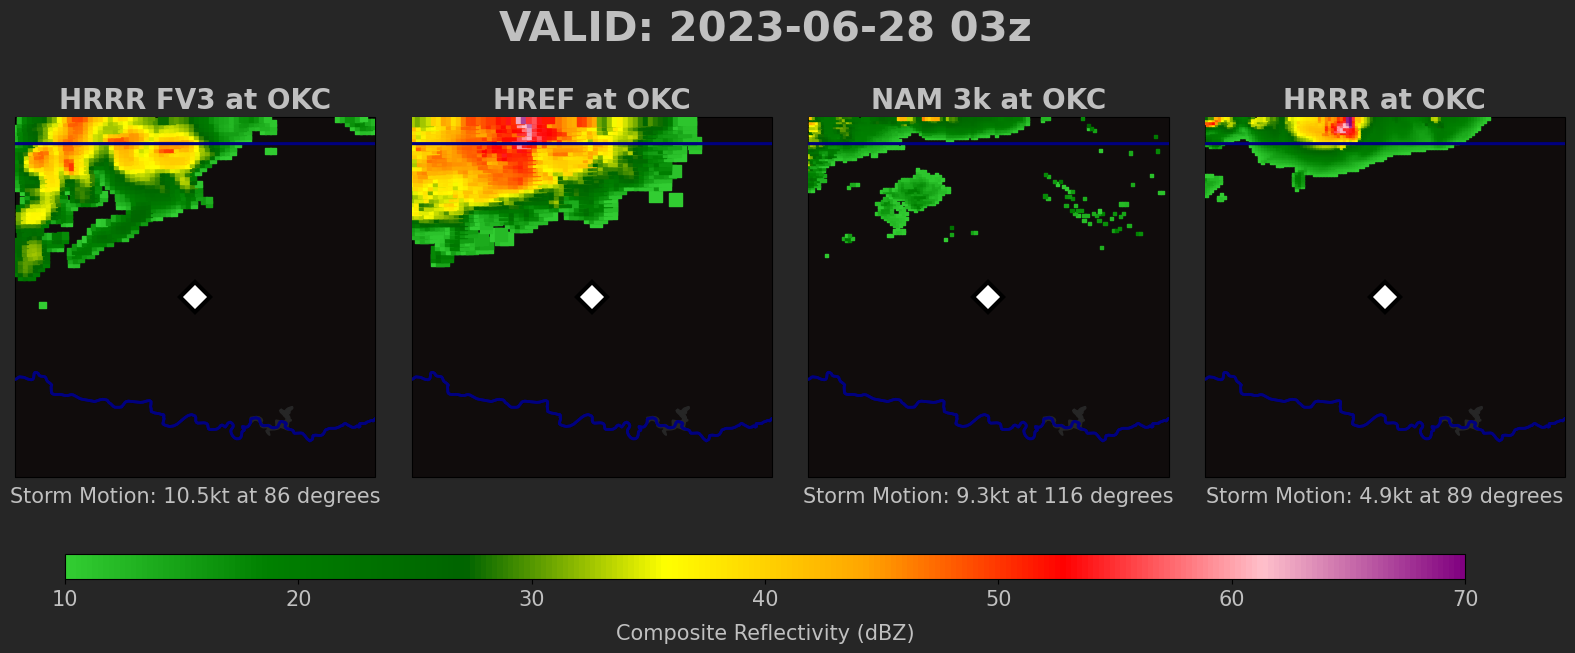 VALID: 2023-06-28 03z
HRRR FV3 at OKC
HREF at OKC
NAM 3k at OKC
HRRR at OKC
Storm Motion: 10.5kt at 86 degrees
Storm Motion: 9.3kt at 116 degrees
Storm Motion: 4.9kt at 89 degrees
10 20 30 40 50 60 70
Composite Reflectivity (dBZ)